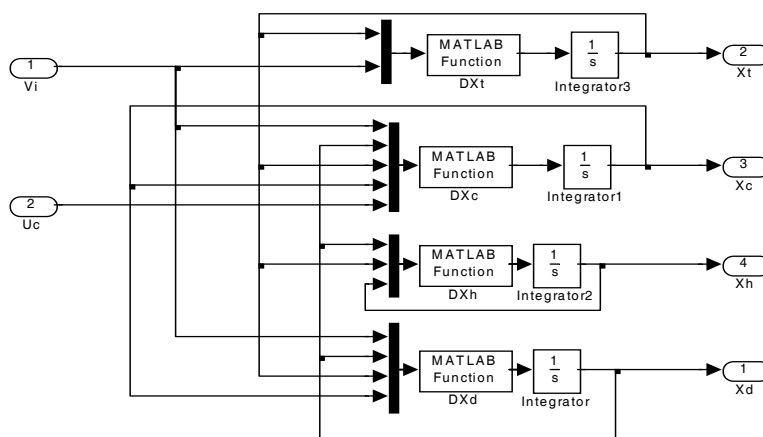 1
Vi
2
Uc
MATLAB
Function
DXt
1
s
Integrator3
2
Xt
MATLAB
Function
DXc
1
s
Integrator1
3
Xc
MATLAB
Function
DXh
1
s
Integrator2
4
Xh
MATLAB
Function
DXd
1
s
Integrator
1
Xd